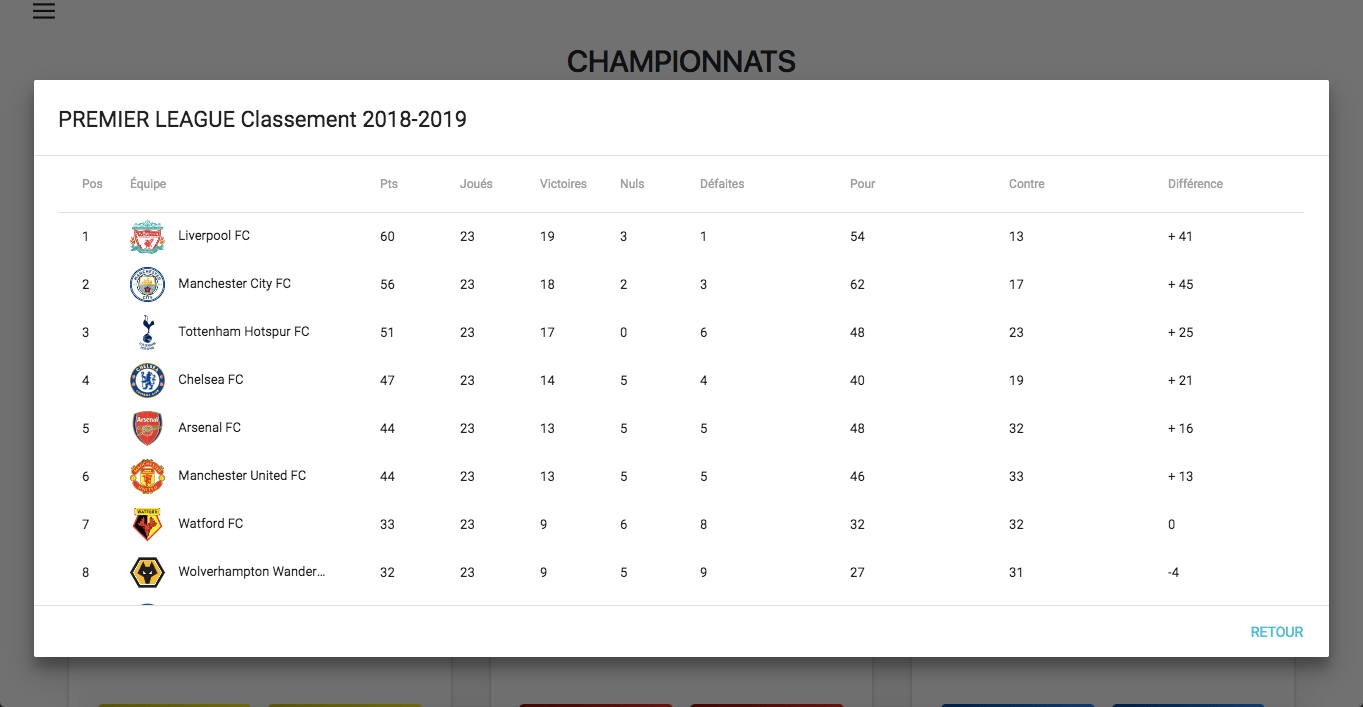 CHAMPIONNATS
PREMIER LEAGUE Classement 2018-2019
Pos Équipe Pts Joués Victoires Nuls Défaites Pour Contre Différence
1 Liverpool FC 60 23 19 3 1 54 13 + 41
2 Manchester City FC 56 23 18 2 3 62 17 + 45
3 Tottenham Hotspur FC 51 23 17 0 6 48 23 + 25
4 Chelsea FC 47 23 14 5 4 40 19 + 21
5 Arsenal FC 44 23 13 5 5 48 32 + 16
6 Manchester United FC 44 23 13 5 5 46 33 + 13
7 Watford FC 33 23 9 6 8 32 32 0
8 Wolverhampton Wander... 32 23 9 5 9 27 31 -4
RETOUR